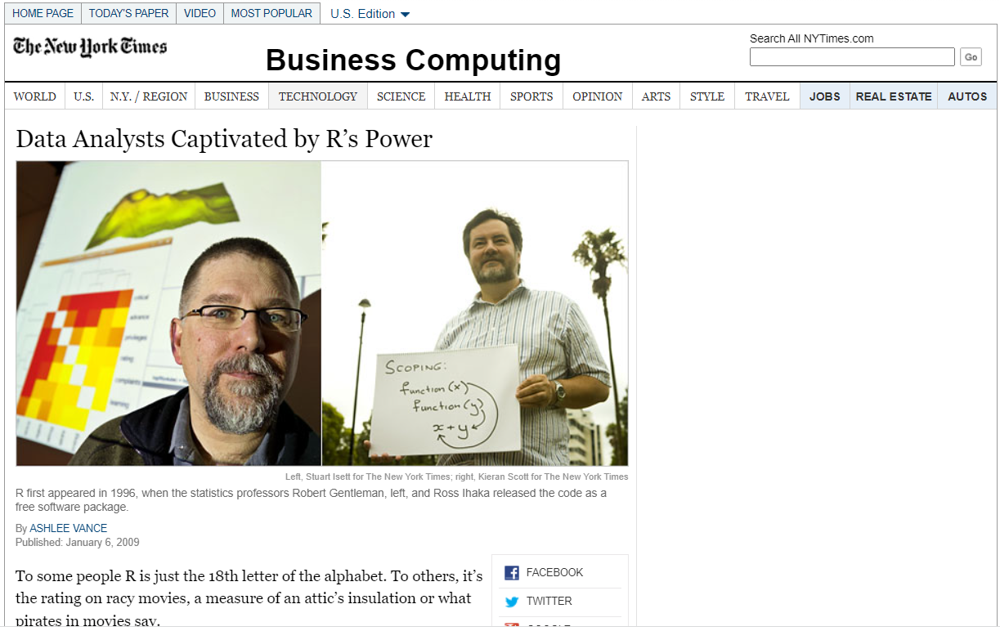 HOME PAGE TODAY'S PAPER VIDEO MOST POPULAR U.S. Edition
The New York Times
Business Computing
Search All NYTimes.com
Go
WORLD U.S. N.Y. / REGION BUSINESS TECHNOLOGY SCIENCE HEALTH SPORTS OPINION ARTS STYLE TRAVEL JOBS REAL ESTATE AUTOS
Data Analysts Captivated by R’s Power
critical
advance
privileges
rating
complaints
learning
SCOPING:
function(x)
function(y)
x+y
Left, Stuart Isett for The New York Times; right, Kieran Scott for The New York Times
R first appeared in 1996, when the statistics professors Robert Gentleman, left, and Ross Ihaka released the code as a
free software package.
By ASHLEE VANCE
Published: January 6, 2009
To some people R is just the 18th letter of the alphabet. To others, it’s
the rating on racy movies, a measure of an attic’s insulation or what
pirates in movies say.
FACEBOOK
TWITTER